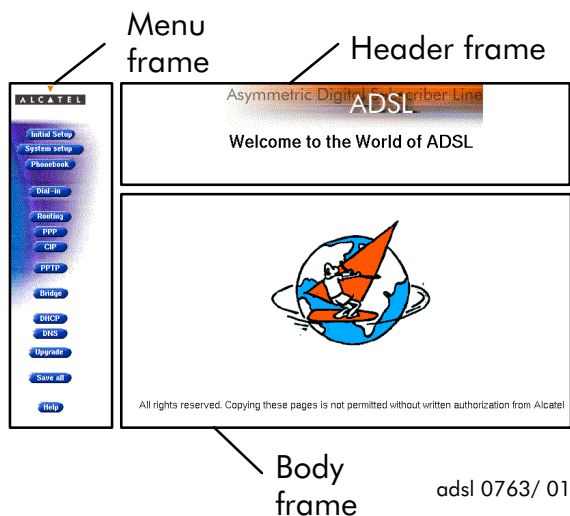 Menu
frame
Header frame
ALCATEL
Initial Setup
System setup
Phonebook
Dial-in
Routing
PPP
CIP
PPTP
Bridge
DHCP
DNS
Upgrade
Save all
Help
Asymmetric Digital Subscriber Line
ADSL
Welcome to the World of ADSL
All rights reserved. Copying these pages is not permitted without written authorization from Alcatel
Body
frame
adsl 0763/ 01